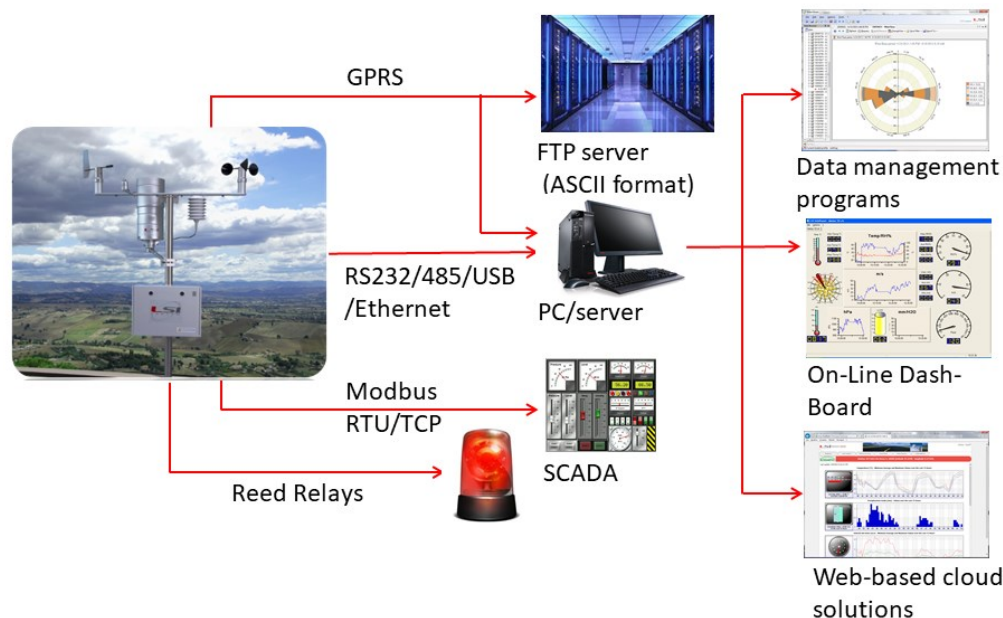 GPRS
FTP server
(ASCII format)
RS232/485/USB
/Ethernet
PC/server
Modbus
RTU/TCP
SCADA
Reed Relays
Data management
programs
On-Line Dash-
Board
Web-based cloud
solutions